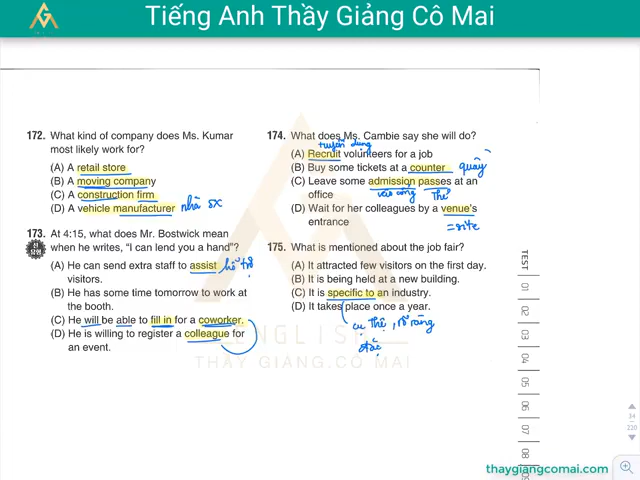 Tiếng Anh Thầy Giảng Cô Mai
172. What kind of company does Ms. Kumar
most likely work for?
(A) A retail store
(B) A moving company
(C) A construction firm
(D) A vehicle manufacturer nhà sx
173. At 4:15, what does Mr. Bostwick mean
when he writes, "I can lend you a hand"?
(A) He can send extra staff to assist hỗ trợ
visitors.
(B) He has some time tomorrow to work at
the booth.
(C) He will be able to fill in for a coworker.
(D) He is willing to register a colleague for
an event.
174. What does Ms. Cambie say she will do?
tuyển dụng
(A) Recruit volunteers for a job
(B) Buy some tickets at a counter quầy
(C) Leave some admission passes at an
vào cổng thẻ
office
(D) Wait for her colleagues by a venue's
entrance
=site
175. What is mentioned about the job fair?
(A) It attracted few visitors on the first day.
(B) It is being held at a new building.
(C) It is specific to an industry.
(D) It takes place once a year.
cụ thể, rõ ràng
ENGLISH
THẦY GIẢNG.CÔ MAI
TEST
01
02
03
04
05
06
07
08
09
34
220
thaygiangcomai.com